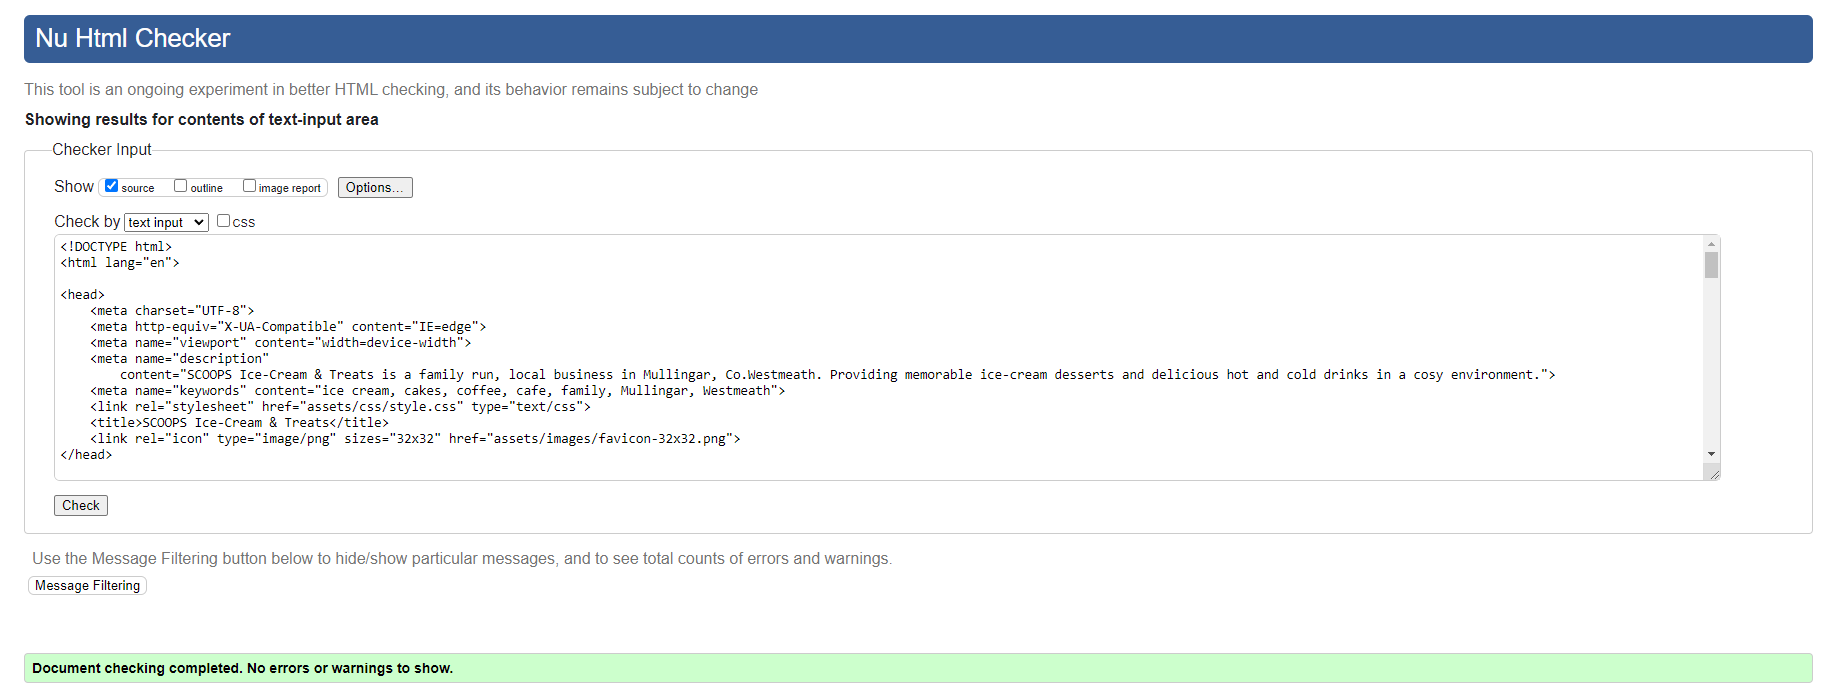 Nu Html Checker
This tool is an ongoing experiment in better HTML checking, and its behavior remains subject to change
Showing results for contents of text-input area
Checker Input
Show source outline image report Options...
Check by text input css
<!DOCTYPE html>
<html lang="en">
<head>
    <meta charset="UTF-8">
    <meta http-equiv="X-UA-Compatible" content="IE=edge">
    <meta name="viewport" content="width=device-width">
    <meta name="description"
        content="SCOOPS Ice-Cream & Treats is a family run, local business in Mullingar, Co.Westmeath. Providing memorable ice-cream desserts and delicious hot and cold drinks in a cosy environment.">
    <meta name="keywords" content="ice cream, cakes, coffee, cafe, family, Mullingar, Westmeath">
    <link rel="stylesheet" href="assets/css/style.css" type="text/css">
    <title>SCOOPS Ice-Cream & Treats</title>
    <link rel="icon" type="image/png" sizes="32x32" href="assets/images/favicon-32x32.png">
</head>
Check
Use the Message Filtering button below to hide/show particular messages, and to see total counts of errors and warnings.
Message Filtering
Document checking completed. No errors or warnings to show.